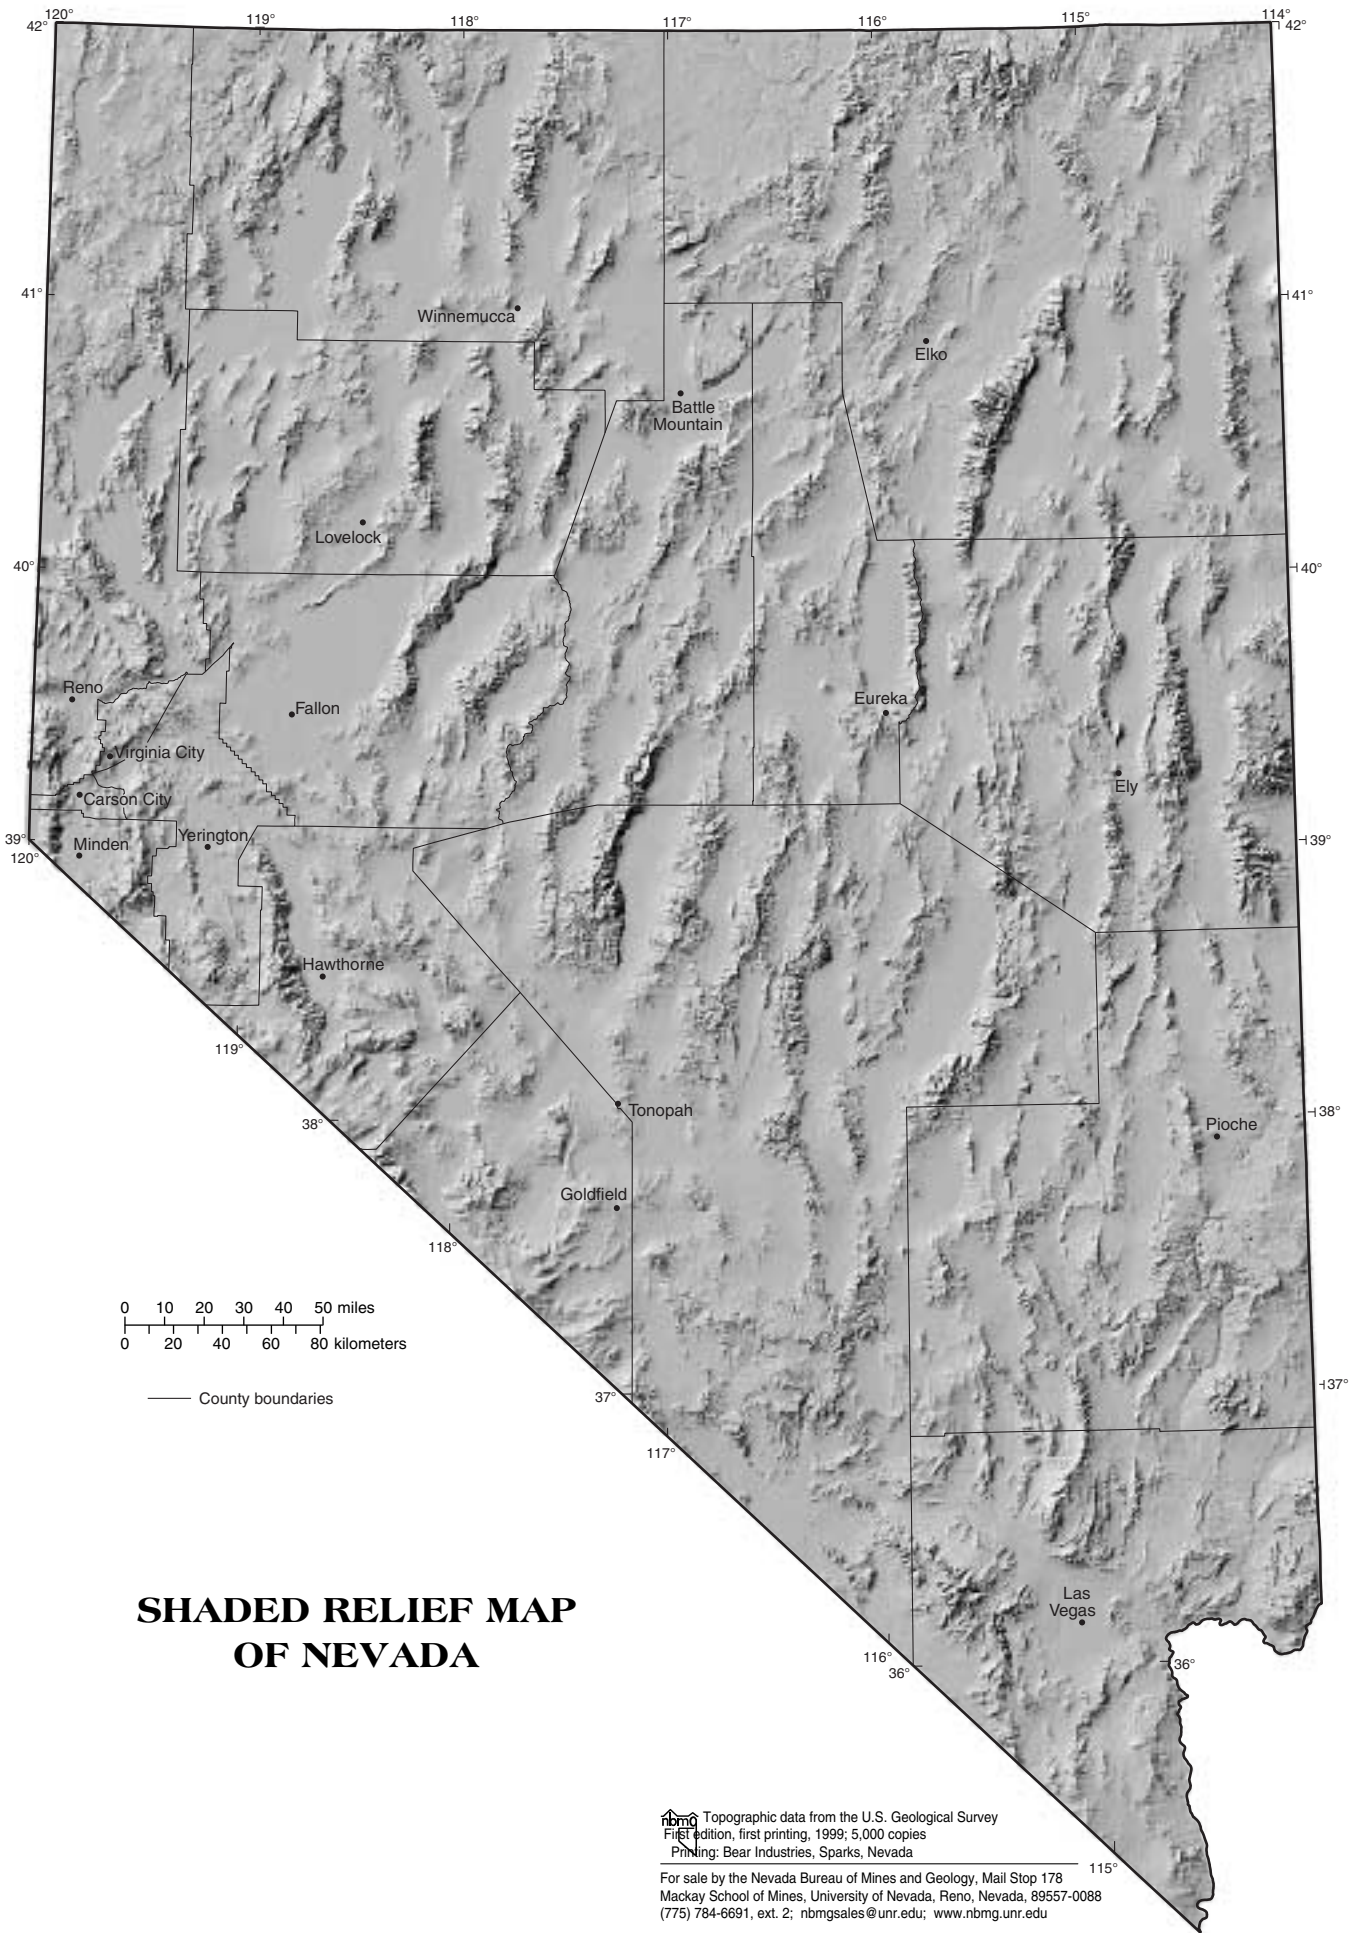 120°
119°
118°
117°
116°
115°
114°
42°
42°
41°
41°
Winnemucca
Elko
Battle
Mountain
Lovelock
40°
40°
Reno
Fallon
Eureka
Virginia City
Ely
Carson City
Yerington
Minden
39°
39°
120°
Hawthorne
119°
Tonopah
38°
38°
Pioche
Goldfield
118°
0 10 20 30 40 50 miles
0 20 40 60 80 kilometers
37°
37°
County boundaries
117°
Las
Vegas
SHADED RELIEF MAP
OF NEVADA
116°
36°
36°
nbmg
Topographic data from the U.S. Geological Survey
First edition, first printing, 1999; 5,000 copies
Printing: Bear Industries, Sparks, Nevada
115°
For sale by the Nevada Bureau of Mines and Geology, Mail Stop 178
Mackay School of Mines, University of Nevada, Reno, Nevada, 89557-0088
(775) 784-6691, ext. 2; nbmgsales@unr.edu; www.nbmg.unr.edu